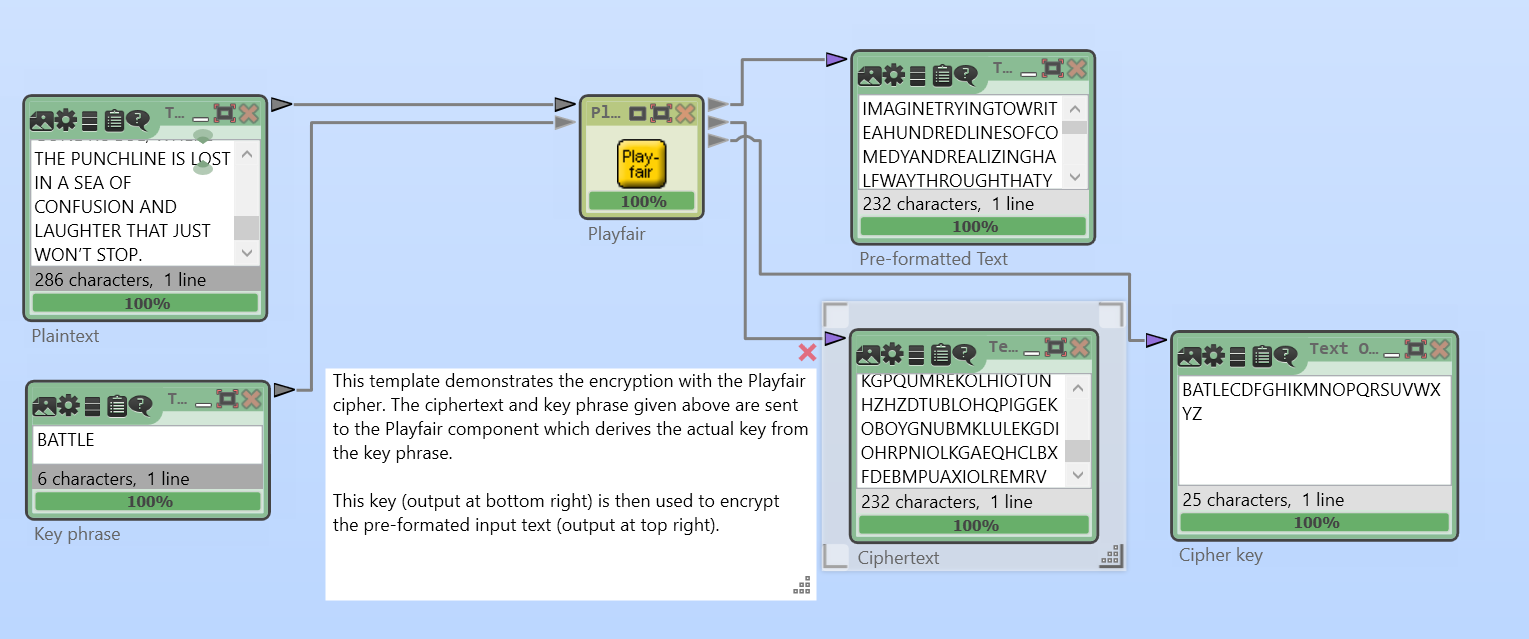 T...
THE PUNCHLINE IS LOST
IN A SEA OF
CONFUSION AND
LAUGHTER THAT JUST
WON’T STOP.
286 characters, 1 line
100%
Plaintext
T...
BATTLE
6 characters, 1 line
100%
Key phrase
Pl...
Play-
fair
100%
Playfair
T...
IMAGINETRYINGTOWRIT
EAHUNDREDLINESOFCO
MEDYANDREALIZINGHA
LFWAYTHROUGHTHATY
232 characters, 1 line
100%
Pre-formatted Text
This template demonstrates the encryption with the Playfair
cipher. The ciphertext and key phrase given above are sent
to the Playfair component which derives the actual key from
the key phrase.
This key (output at bottom right) is then used to encrypt
the pre-formated input text (output at top right).
Te...
KGPQUMREKOLHIOTUN
HZHZDTUBLOHQPIGGEK
OBOYGNUBMKLULEKGDI
OHRPNIOLKGAEQHCLBX
FDEBMPUAXIOLREMRV
232 characters, 1 line
100%
Ciphertext
Text O...
BATLECDFGHIKMNOPQRSUVWX
YZ
25 characters, 1 line
100%
Cipher key